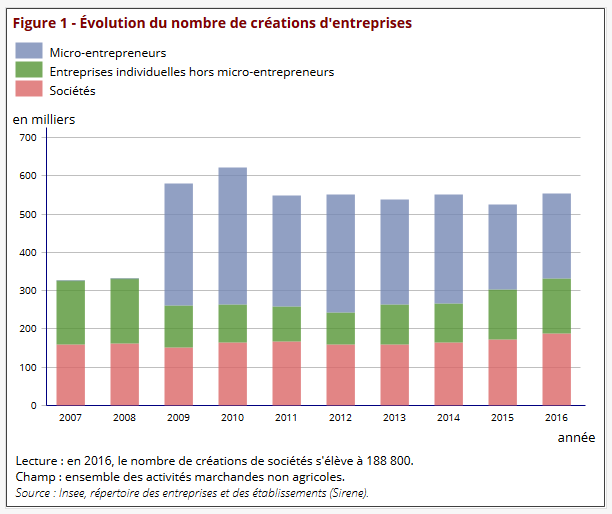 Figure 1 - Évolution du nombre de créations d'entreprises
Micro-entrepreneurs
Entreprises individuelles hors micro-entrepreneurs
Sociétés
en milliers
700
600
500
400
300
200
100
0
2007 2008 2009 2010 2011 2012 2013 2014 2015 2016
année
Lecture : en 2016, le nombre de créations de sociétés s'élève à 188 800.
Champ : ensemble des activités marchandes non agricoles.
Source : Insee, répertoire des entreprises et des établissements (Sirene).